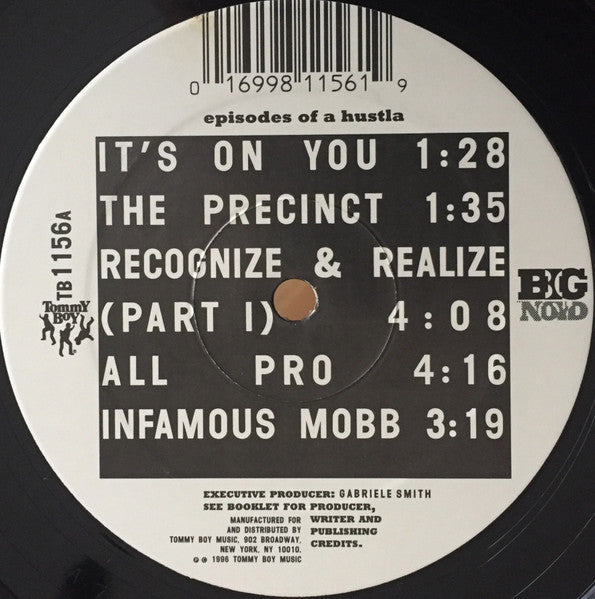 0 16998 11561 9
episodes of a hustla
IT'S ON YOU 1:28
THE PRECINCT 1:35
RECOGNIZE & REALIZE
(PART I) 4:08
ALL PRO 4:16
INFAMOUS MOBB 3:19
TB1156A
Tommy
Boy
BIG
NOYD
EXECUTIVE PRODUCER: GABRIELE SMITH
SEE BOOKLET FOR PRODUCER,
WRITER AND
PUBLISHING
CREDITS.
MANUFACTURED FOR
AND DISTRIBUTED BY
TOMMY BOY MUSIC, 902 BROADWAY,
NEW YORK, NY 10010.
℗ © 1996 TOMMY BOY MUSIC